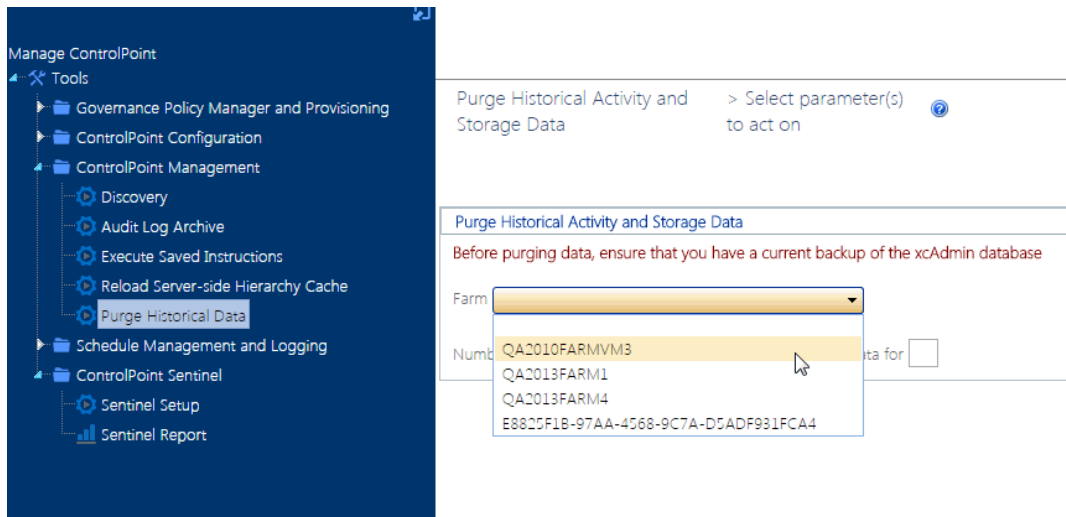 Manage ControlPoint
Tools
Governance Policy Manager and Provisioning
ControlPoint Configuration
ControlPoint Management
Discovery
Audit Log Archive
Execute Saved Instructions
Reload Server-side Hierarchy Cache
Purge Historical Data
Schedule Management and Logging
ControlPoint Sentinel
Sentinel Setup
Sentinel Report
Purge Historical Activity and
Storage Data
> Select parameter(s)
to act on
?
Purge Historical Activity and Storage Data
Before purging data, ensure that you have a current backup of the xcAdmin database
Farm
QA2010FARMVM3
QA2013FARM1
QA2013FARM4
E8825F1B-97AA-4568-9C7A-D5ADF931FCA4
for